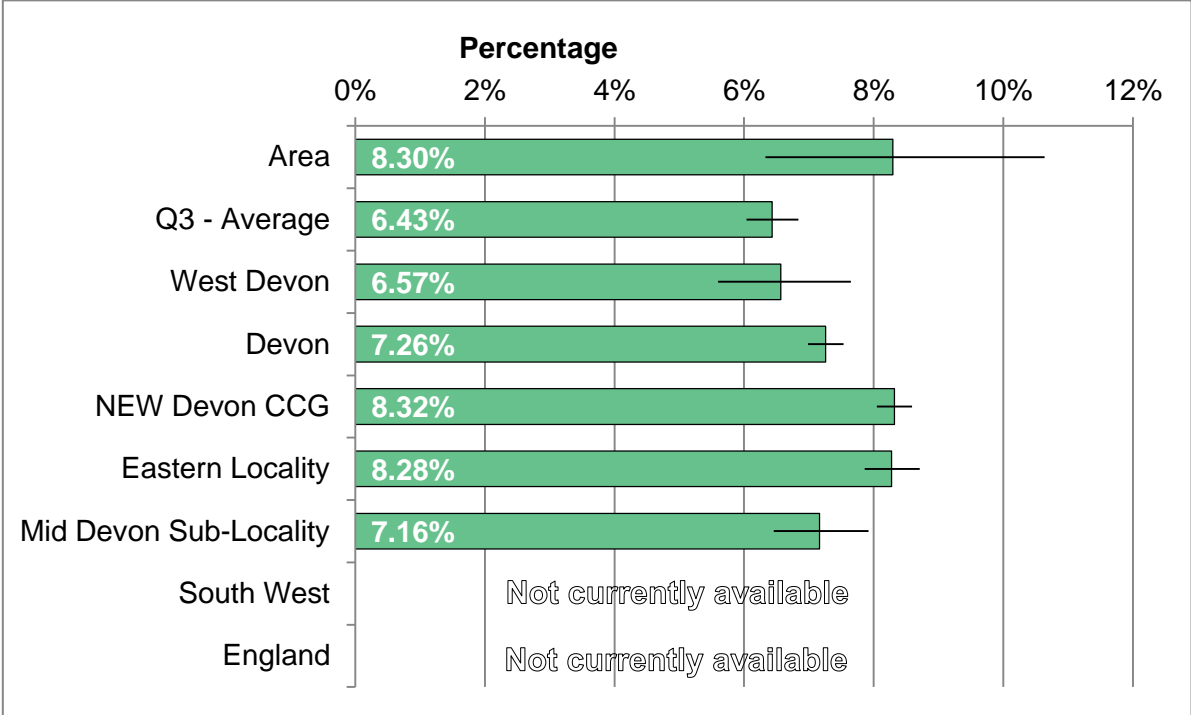 Percentage
0% 2% 4% 6% 8% 10% 12%
Area 8.30%
Q3 - Average 6.43%
West Devon 6.57%
Devon 7.26%
NEW Devon CCG 8.32%
Eastern Locality 8.28%
Mid Devon Sub-Locality 7.16%
South West Not currently available
England Not currently available